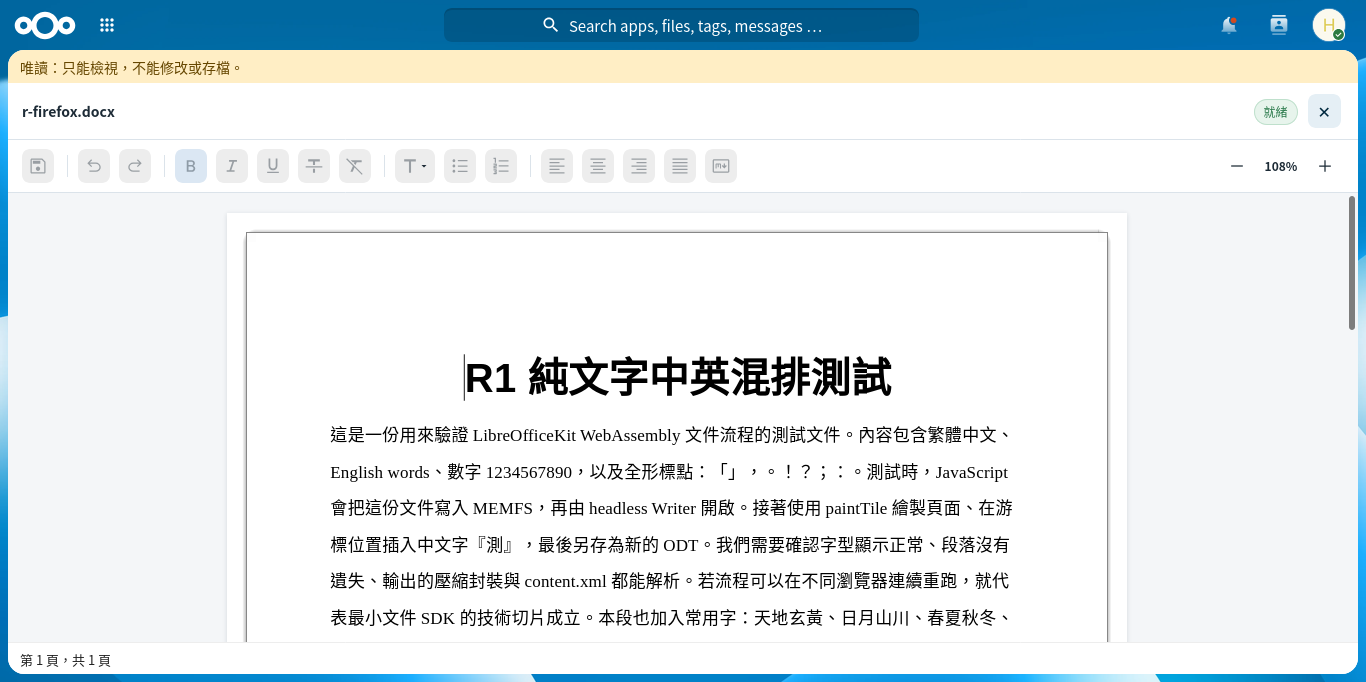 Search apps, files, tags, messages …
H
唯讀：只能檢視，不能修改或存檔。
r-firefox.docx
就緒
B I U T T T 108%
R1 純文字中英混排測試
這是一份用來驗證 LibreOfficeKit WebAssembly 文件流程的測試文件。內容包含繁體中文、
English words、數字 1234567890，以及全形標點：「」，。！？；：。測試時，JavaScript
會把這份文件寫入 MEMFS，再由 headless Writer 開啟。接著使用 paintTile 繪製頁面、在游
標位置插入中文字『測』，最後另存為新的 ODT。我們需要確認字型顯示正常、段落沒有
遺失、輸出的壓縮封裝與 content.xml 都能解析。若流程可以在不同瀏覽器連續重跑，就代
表最小文件 SDK 的技術切片成立。本段也加入常用字：天地玄黃、日月山川、春夏秋冬、
第 1 頁，共 1 頁